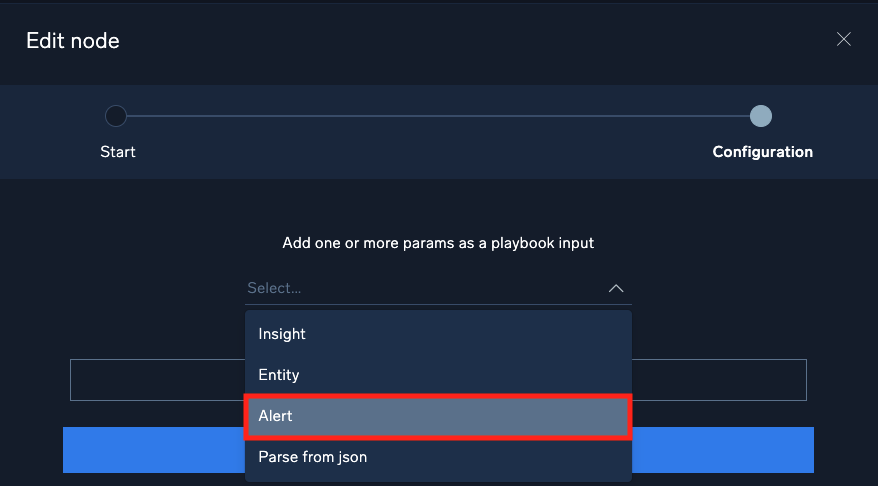 Edit node
Start
Configuration
Add one or more params as a playbook input
Select...
Insight
Entity
Alert
Parse from json